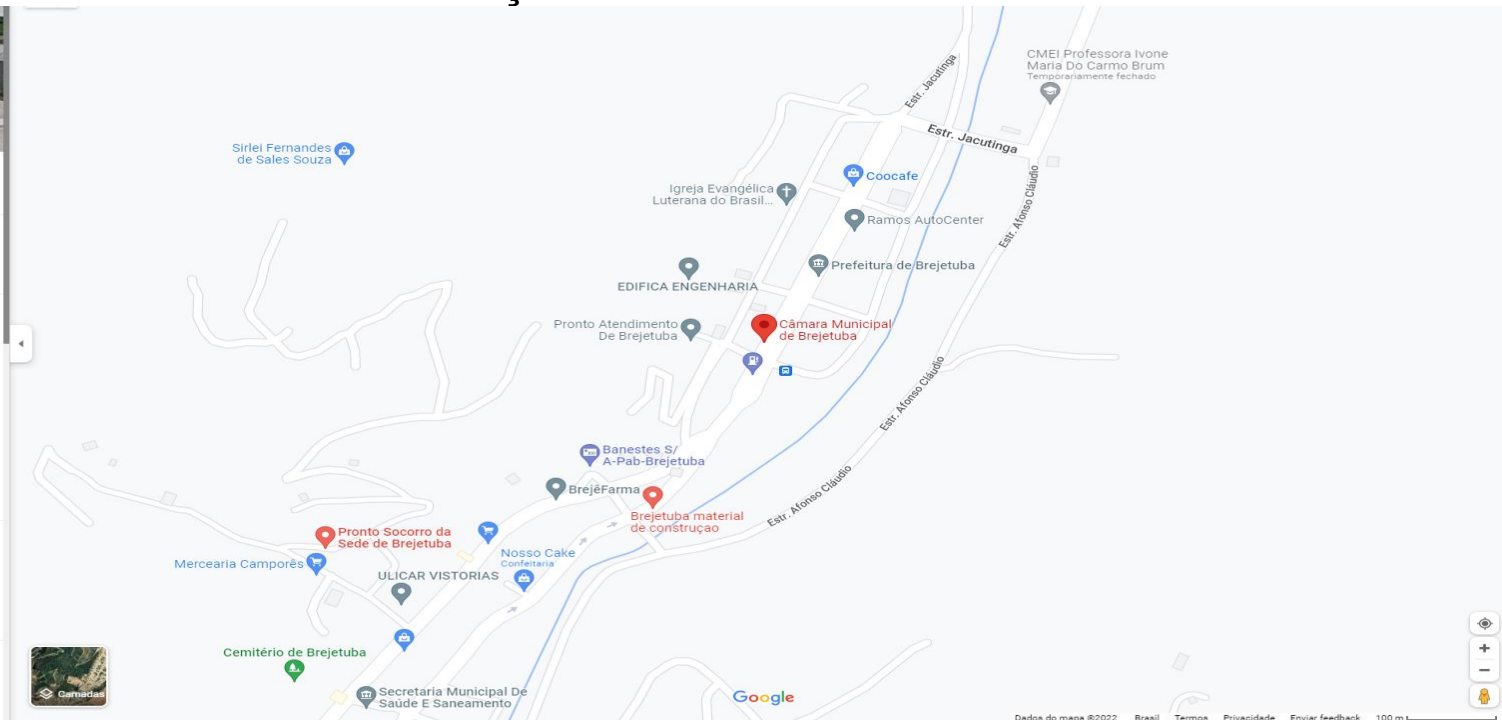 CMEI Professora Ivone
Maria Do Carmo Brum
Temporariamente fechado
Estr. Jacutinga
Estr. Jacutinga
Sirlei Fernandes
de Sales Souza
Coocafe
Igreja Evangélica
Luterana do Brasil...
Estr. Afonso Cláudio
Ramos AutoCenter
Prefeitura de Brejetuba
EDIFICA ENGENHARIA
Pronto Atendimento
De Brejetuba
Câmara Municipal
de Brejetuba
Estr. Afonso Cláudio
Banestes S/
A-Pab-Brejetuba
BrejêFarma
Estr. Afonso Cláudio
Brejetuba material
de construçao
Pronto Socorro da
Sede de Brejetuba
Nosso Cake
Confeitaria
Mercearia Camporês
ULICAR VISTORIAS
Cemitério de Brejetuba
Secretaria Municipal De
Saúde E Saneamento
Camadas
Google
Dados do mapa ©2022 Brasil Termos Privacidade Enviar feedback 100 m